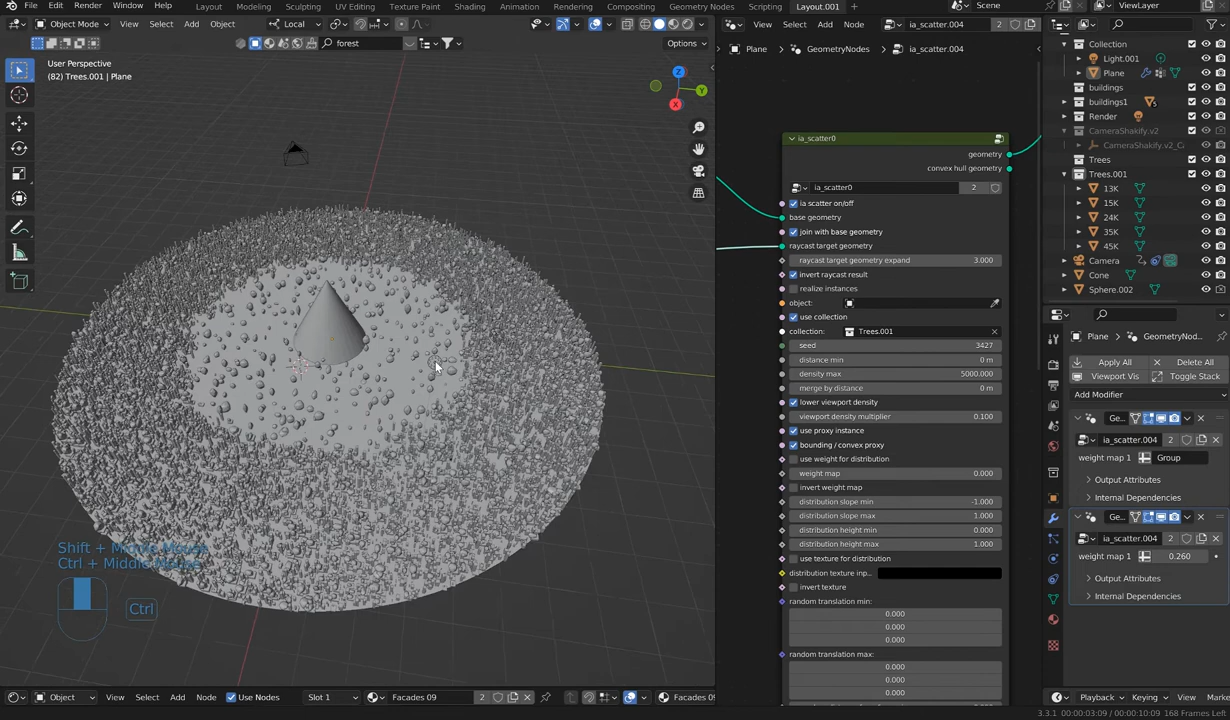 File Edit Render Window Help Layout Modeling Sculpting UV Editing Texture Paint Shading Animation Rendering Compositing Geometry Nodes Scripting Layout.001 Scene ViewLayer
Object Mode View Select Add Object Local View Select Add Node ia_scatter.004 2
forest Options
User Perspective
(82) Trees.001 | Plane
Z
Y
X
Plane GeometryNodes ia_scatter.004
ia_scatter0
geometry
convex hull geometry
ia_scatter0 2
ia scatter on/off
base geometry
join with base geometry
raycast target geometry
raycast target geometry expand 3.000
invert raycast result
realize instances
object:
use collection
collection: Trees.001
seed 3427
distance min 0 m
density max 5000.000
merge by distance 0 m
lower viewport density
viewport density multiplier 0.100
use proxy instance
bounding / convex proxy
use weight for distribution
weight map 0.000
invert weight map
distribution slope min -1.000
distribution slope max 1.000
distribution height min 0.000
distribution height max 1.000
use texture for distribution
distribution texture inp..
invert texture
random translation min:
0.000
0.000
0.000
random translation max:
0.000
0.000
0.000
Collection
Light.001
Plane
buildings
buildings1
Render
CameraShakify.v2
CameraShakify.v2_C
Trees
Trees.001
13K
15K
24K
35K
45K
Camera
Cone
Sphere.002
Plane GeometryNod
Apply All Delete All
Viewport Vis Toggle Stack
Add Modifier
Ge..
ia_scatter.004 2
weight map 1 Group
Output Attributes
Internal Dependencies
Ge..
ia_scatter.004 2
weight map 1 0.260
Output Attributes
Internal Dependencies
Shift + Middle Mouse
Ctrl + Middle Mouse
Ctrl
Object View Select Add Node Use Nodes Slot 1 Facades 09 2 Facades 09
Playback Keying View Marke
3.3.1 00:00:03:09 / 00:00:10:09 168 Frames Left